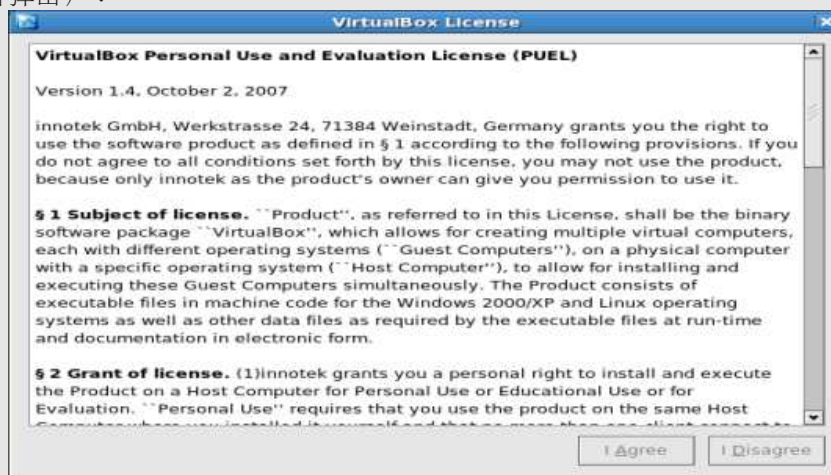 VirtualBox License
VirtualBox Personal Use and Evaluation License (PUEL)
Version 1.4, October 2, 2007
innotek GmbH, Werkstrasse 24, 71384 Weinstadt, Germany grants you the right to
use the software product as defined in § 1 according to the following provisions. If you
do not agree to all conditions set forth by this license, you may not use the product,
because only innotek as the product's owner can give you permission to use it.
§ 1 Subject of license. ``Product'', as referred to in this License, shall be the binary
software package ``VirtualBox'', which allows for creating multiple virtual computers,
each with different operating systems (``Guest Computers''), on a physical computer
with a specific operating system (``Host Computer''), to allow for installing and
executing these Guest Computers simultaneously. The Product consists of
executable files in machine code for the Windows 2000/XP and Linux operating
systems as well as other data files as required by the executable files at run-time
and documentation in electronic form.
§ 2 Grant of license. (1)innotek grants you a personal right to install and execute
the Product on a Host Computer for Personal Use or Educational Use or for
Evaluation. ``Personal Use'' requires that you use the product on the same Host
I Agree
I Disagree